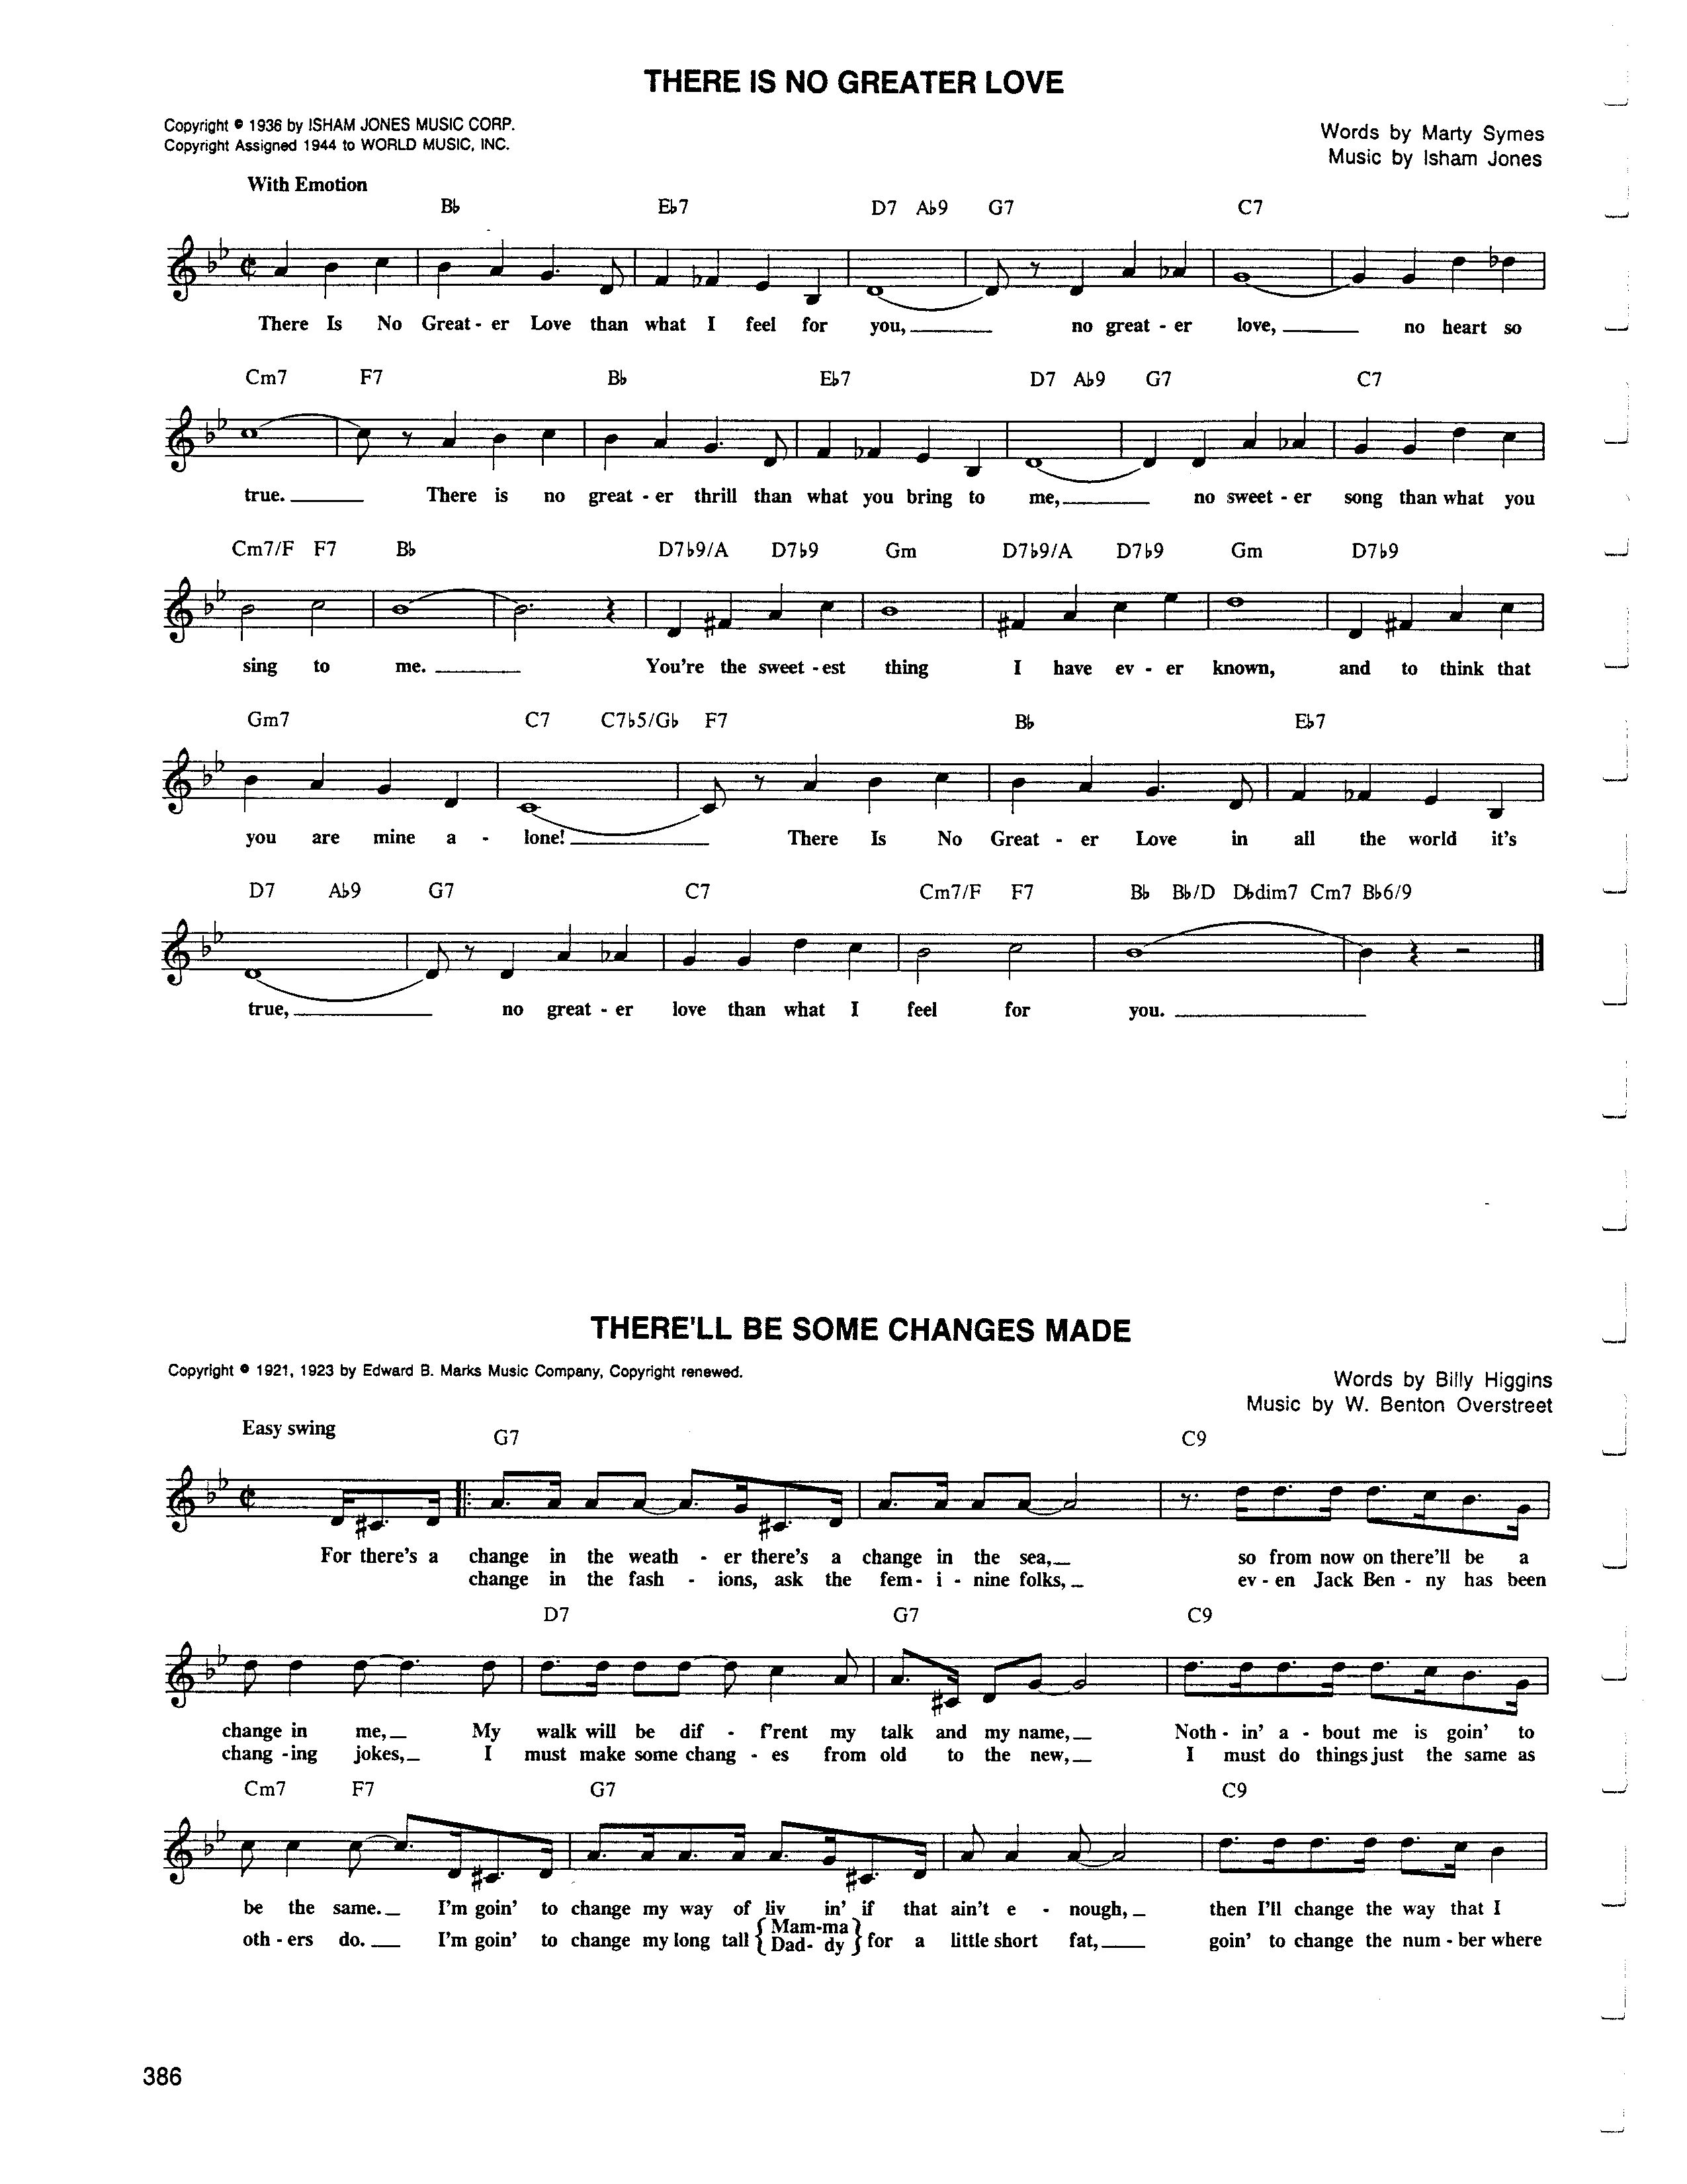 THERE IS NO GREATER LOVE
Copyright © 1936 by ISHAM JONES MUSIC CORP.
Copyright Assigned 1944 to WORLD MUSIC, INC.
Words by Marty Symes
Music by Isham Jones
With Emotion
B♭ E♭7 D7 A♭9 G7 C7
There Is No Great - er Love than what I feel for you, no great - er love, no heart so
Cm7 F7 B♭ E♭7 D7 A♭9 G7 C7
true. There is no great - er thrill than what you bring to me, no sweet - er song than what you
Cm7/F F7 B♭ D7♭9/A D7♭9 Gm D7♭9/A D7♭9 Gm D7♭9
sing to me. You're the sweet - est thing I have ev - er known, and to think that
Gm7 C7 C7♭5/G♭ F7 B♭ E♭7
you are mine a - lone! There Is No Great - er Love in all the world it's
D7 A♭9 G7 C7 Cm7/F F7 B♭ B♭/D D♭dim7 Cm7 B♭6/9
true, no great - er love than what I feel for you.
THERE'LL BE SOME CHANGES MADE
Copyright © 1921, 1923 by Edward B. Marks Music Company, Copyright renewed.
Words by Billy Higgins
Music by W. Benton Overstreet
Easy swing
G7 C9
For there's a change in the weath - er there's a change in the sea, so from now on there'll be a
change in the fash - ions, ask the fem - i - nine folks, ev - en Jack Ben - ny has been
D7 G7 C9
change in me, My walk will be dif - f'rent my talk and my name, Noth - in' a - bout me is goin' to
chang - ing jokes, I must make some chang - es from old to the new, I must do things just the same as
Cm7 F7 G7 C9
be the same. I'm goin' to change my way of liv in' if that ain't e - nough, then I'll change the way that I
oth - ers do. I'm goin' to change my long tall { Mam-ma / Dad- dy } for a little short fat, goin' to change the num - ber where
386